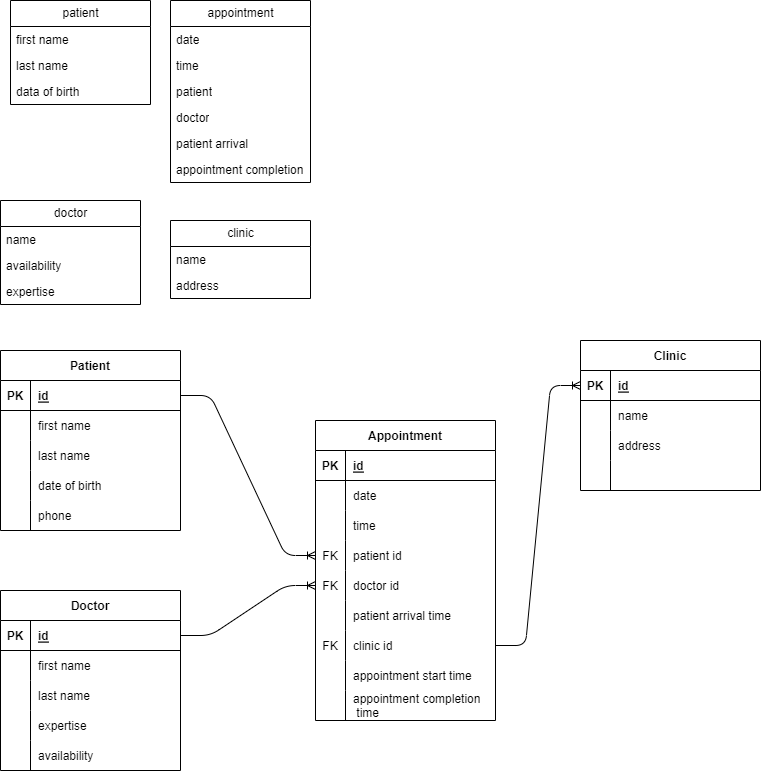 patient
first name
last name
data of birth
appointment
date
time
patient
doctor
patient arrival
appointment completion
doctor
name
availability
expertise
clinic
name
address
Patient
PK id
first name
last name
date of birth
phone
Appointment
PK id
date
time
FK patient id
FK doctor id
patient arrival time
FK clinic id
appointment start time
appointment completion
time
Clinic
PK id
name
address
Doctor
PK id
first name
last name
expertise
availability